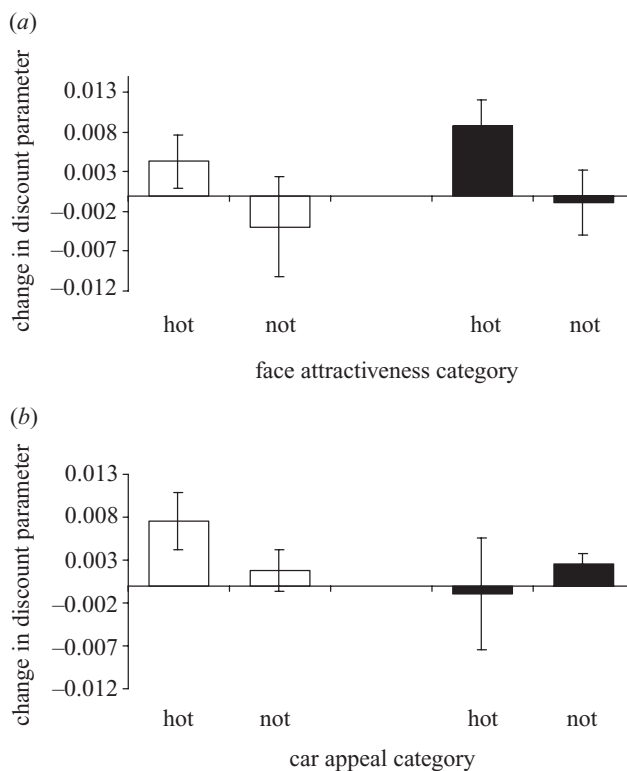 (a)
change in discount parameter
0.013
0.008
0.003
–0.002
–0.007
–0.012
hot not hot not
face attractiveness category
(b)
change in discount parameter
0.013
0.008
0.003
–0.002
–0.007
–0.012
hot not hot not
car appeal category